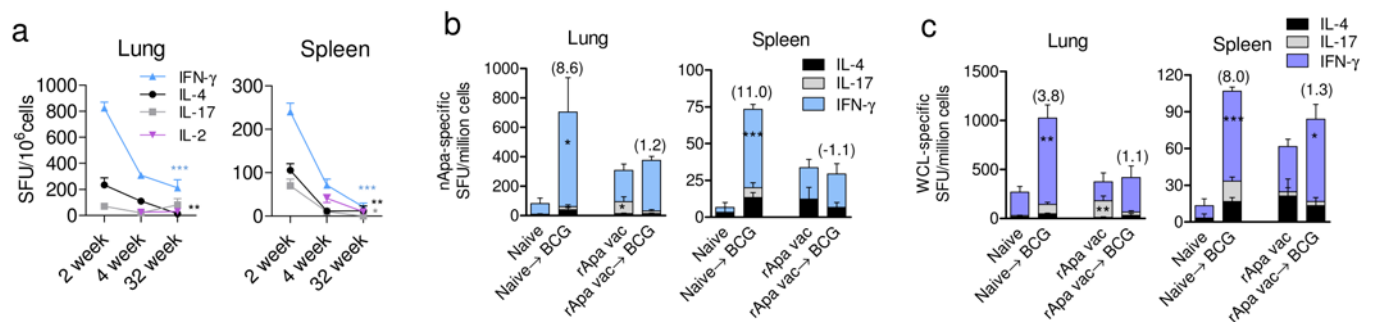 a
Lung
Spleen
SFU/10⁶cells
1000
800
600
400
200
0
IFN-γ
IL-4
IL-17
IL-2
***
**
2 week
4 week
32 week
300
200
100
0
***
**
*
2 week
4 week
32 week
b
Lung
Spleen
IL-4
IL-17
IFN-γ
nApa-specific
SFU/million cells
1000
800
600
400
200
0
(8.6)
(1.2)
*
*
*
Naive
Naive→ BCG
rApa vac
rApa vac→ BCG
100
75
50
25
0
(11.0)
(-1.1)
***
Naive
Naive→ BCG
rApa vac
rApa vac→ BCG
c
Lung
Spleen
IL-4
IL-17
IFN-γ
WCL-specific
SFU/million cells
1500
1000
500
0
(3.8)
(1.1)
**
**
Naive
Naive→ BCG
rApa vac
rApa vac→ BCG
120
90
60
30
0
(8.0)
(1.3)
***
*
Naive
Naive→ BCG
rApa vac
rApa vac→ BCG